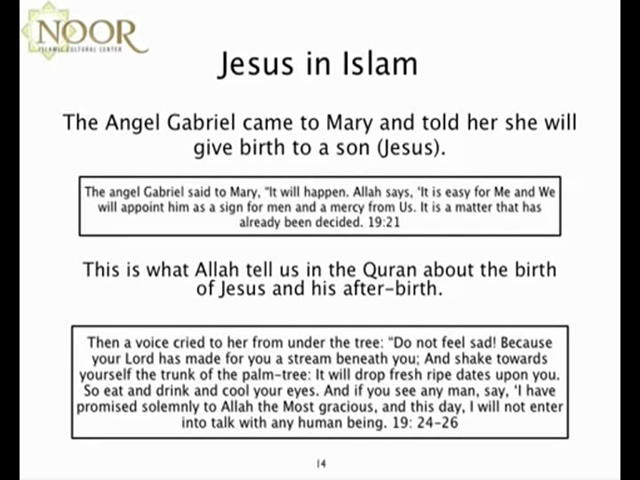 NOOR
ISLAMIC CULTURAL CENTER
Jesus in Islam
The Angel Gabriel came to Mary and told her she will
give birth to a son (Jesus).
The angel Gabriel said to Mary, "It will happen. Allah says, 'It is easy for Me and We
will appoint him as a sign for men and a mercy from Us. It is a matter that has
already been decided. 19:21
This is what Allah tell us in the Quran about the birth
of Jesus and his after-birth.
Then a voice cried to her from under the tree: "Do not feel sad! Because
your Lord has made for you a stream beneath you; And shake towards
yourself the trunk of the palm-tree: It will drop fresh ripe dates upon you.
So eat and drink and cool your eyes. And if you see any man, say, 'I have
promised solemnly to Allah the Most gracious, and this day, I will not enter
into talk with any human being. 19: 24-26
14